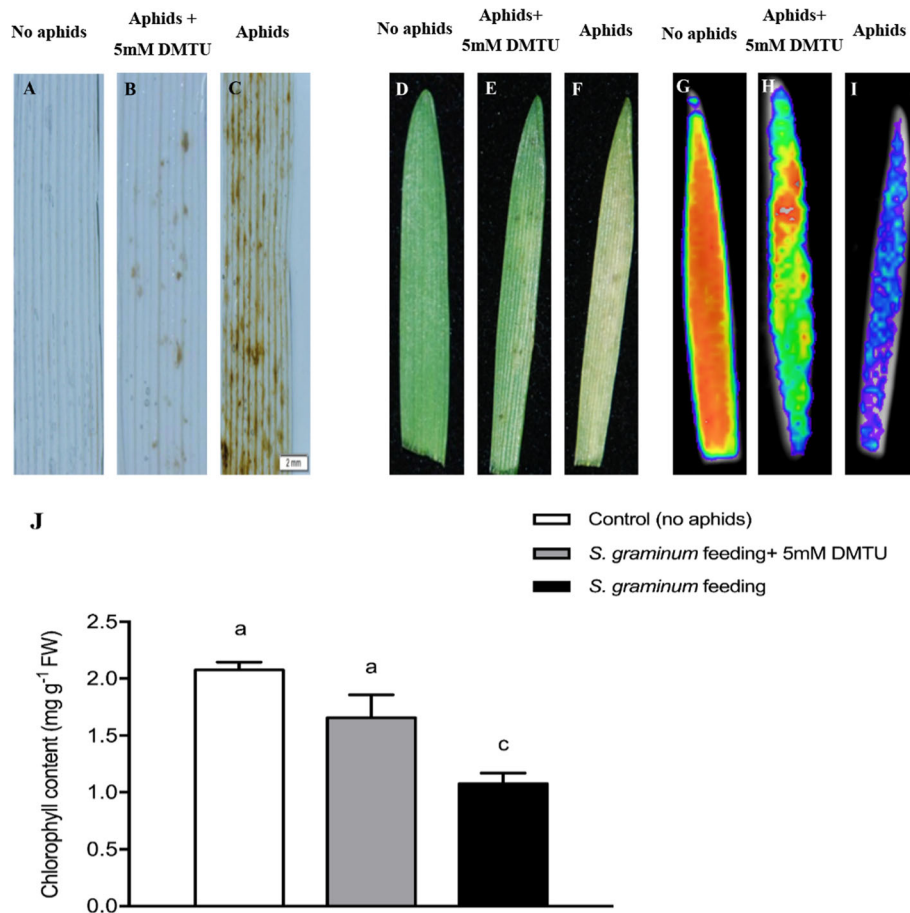 No aphids
Aphids +
5mM DMTU
Aphids
No aphids
Aphids+
5mM DMTU
Aphids
No aphids
Aphids+
5mM DMTU
Aphids
A
B
C
D
E
F
G
H
I
2 mm
J
Control (no aphids)
S. graminum feeding+ 5mM DMTU
S. graminum feeding
Chlorophyll content (mg g⁻¹ FW)
2.5
2.0
1.5
1.0
0.5
0.0
a
a
c